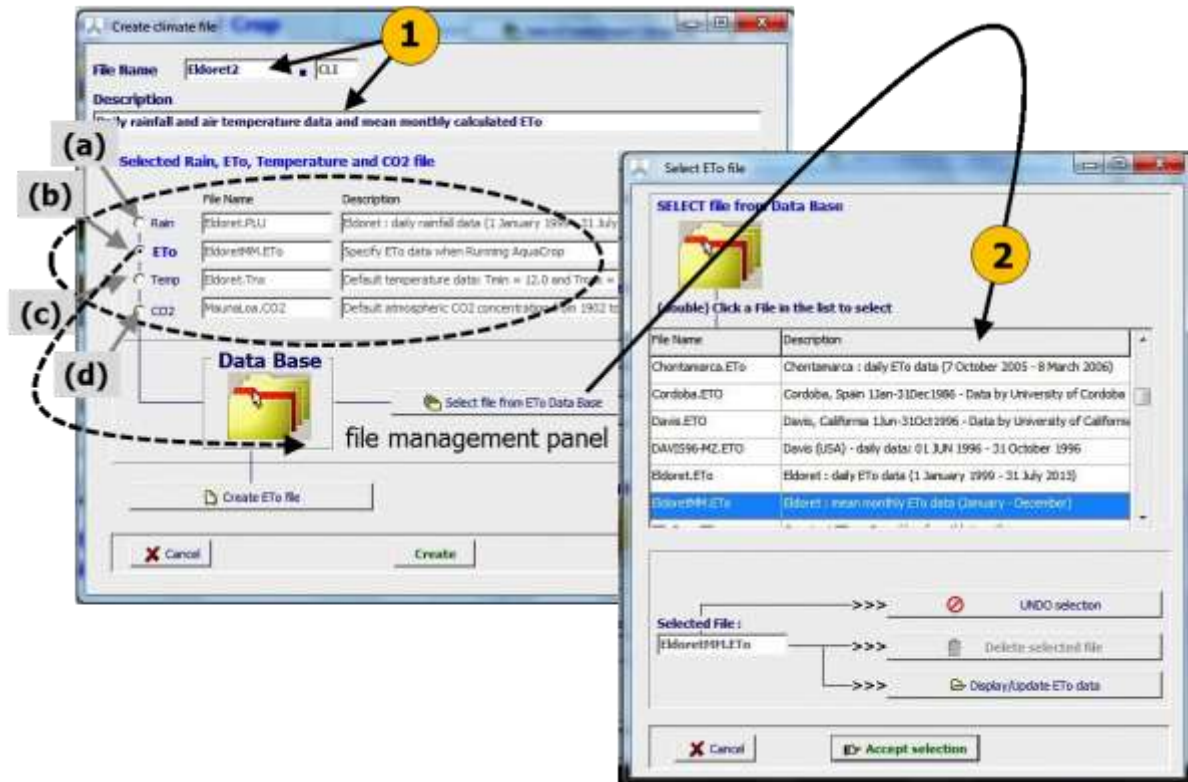 Create climate file
1
File Name Eldoret2 . CLI
Description
Daily rainfall and air temperature data and mean monthly calculated ETo
(a)
Selected Rain, ETo, Temperature and CO2 file
(b)
File Name Description
Rain Eldoret.PLU Eldoret : daily rainfall data (1 January 1999 - 31 July
ETo EldoretMM.ETo Specify ETo data when Running AquaCrop
Temp Eldoret.Tnx Default temperature data: Tmin = 12.0 and Tmax =
(c)
CO2 MaunaLoa.CO2 Default atmospheric CO2 concentration from 1902 to
(d)
Data Base
Select file from ETo Data Base
file management panel
Create ETo file
Cancel Create
Select ETo file
SELECT file from Data Base
2
(double) Click a File in the list to select
File Name Description
Chontamarca.ETo Chontamarca : daily ETo data (7 October 2005 - 8 March 2006)
Cordoba.ETO Cordoba, Spain 1Jan-31Dec1986 - Data by University of Cordoba
Davis.ETO Davis, California 1Jun-31Oct1996 - Data by University of Californ
DAVIS96-MZ.ETO Davis (USA) - daily data: 01 JUN 1996 - 31 October 1996
Eldoret.ETo Eldoret : daily ETo data (1 January 1999 - 31 July 2013)
EldoretMM.ETo Eldoret : mean monthly ETo data (January - December)
>>> UNDO selection
Selected File :
EldoretMM.ETo >>> Delete selected file
>>> Display/Update ETo data
Cancel Accept selection